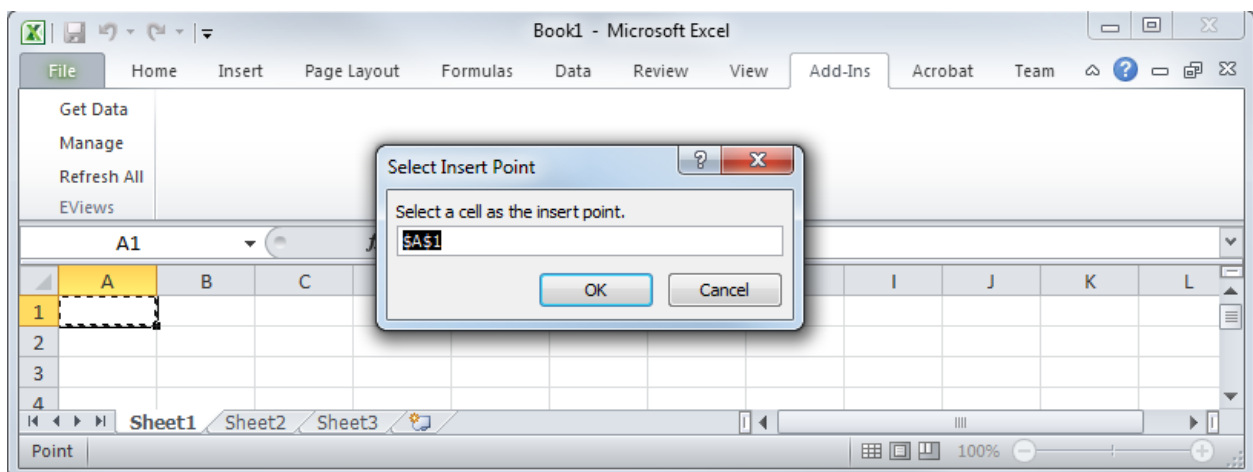 Book1 - Microsoft Excel
File Home Insert Page Layout Formulas Data Review View Add-Ins Acrobat Team
Get Data
Manage
Refresh All
EViews
Select Insert Point
Select a cell as the insert point.
$A$1
OK Cancel
A1
A B C I J K L
1
2
3
4
Sheet1 Sheet2 Sheet3
Point 100%